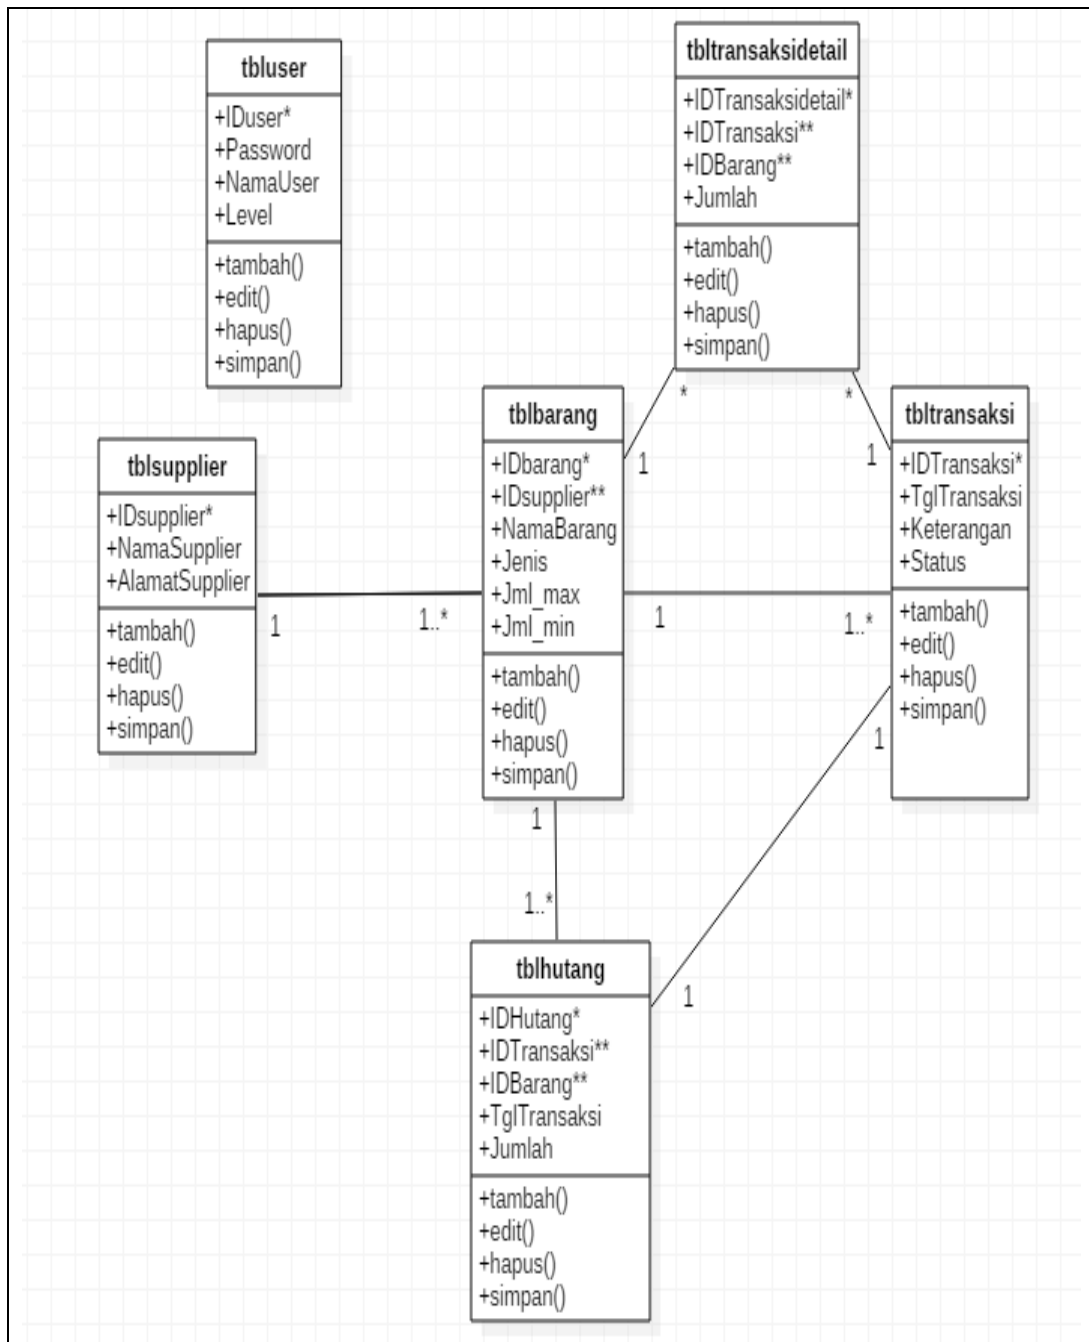 tbluser
+IDuser*
+Password
+NamaUser
+Level
+tambah()
+edit()
+hapus()
+simpan()
tbltransaksidetail
+IDTransaksidetail*
+IDTransaksi**
+IDBarang**
+Jumlah
+tambah()
+edit()
+hapus()
+simpan()
*
1
*
1
tblsupplier
+IDsupplier*
+NamaSupplier
+AlamatSupplier
+tambah()
+edit()
+hapus()
+simpan()
1
1..*
tblbarang
+IDbarang*
+IDsupplier**
+NamaBarang
+Jenis
+Jml_max
+Jml_min
+tambah()
+edit()
+hapus()
+simpan()
1
1..*
tbltransaksi
+IDTransaksi*
+TglTransaksi
+Keterangan
+Status
+tambah()
+edit()
+hapus()
+simpan()
1
1
1..*
1
tblhutang
+IDHutang*
+IDTransaksi**
+IDBarang**
+TglTransaksi
+Jumlah
+tambah()
+edit()
+hapus()
+simpan()